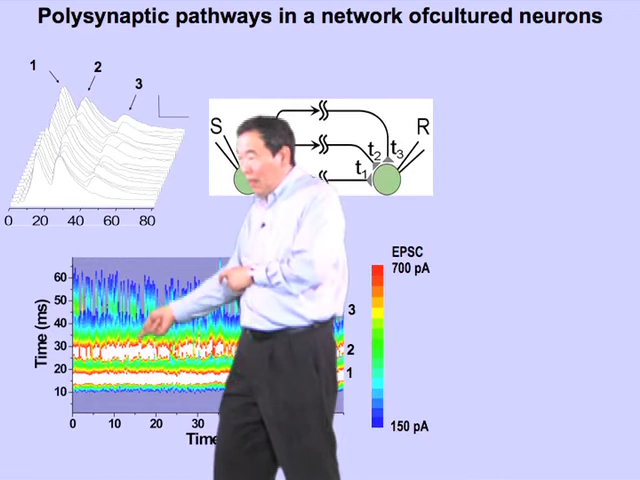 Polysynaptic pathways in a network ofcultured neurons
1
2
3
0 20 40 60 80
S
R
t1
t2
t3
Time (ms)
60
50
40
30
20
10
0 10 20 30
Time
3
2
1
EPSC
700 pA
150 pA